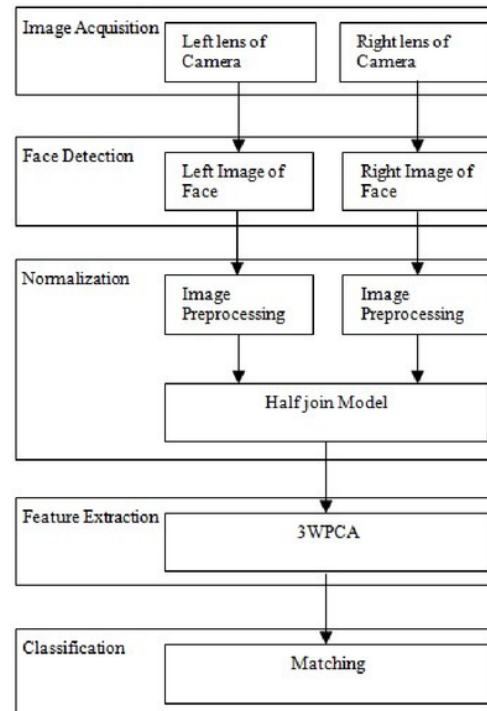 Image Acquisition
Left lens of
Camera
Right lens of
Camera
Face Detection
Left Image of
Face
Right Image of
Face
Normalization
Image
Preprocessing
Image
Preprocessing
Half join Model
Feature Extraction
3WPCA
Classification
Matching